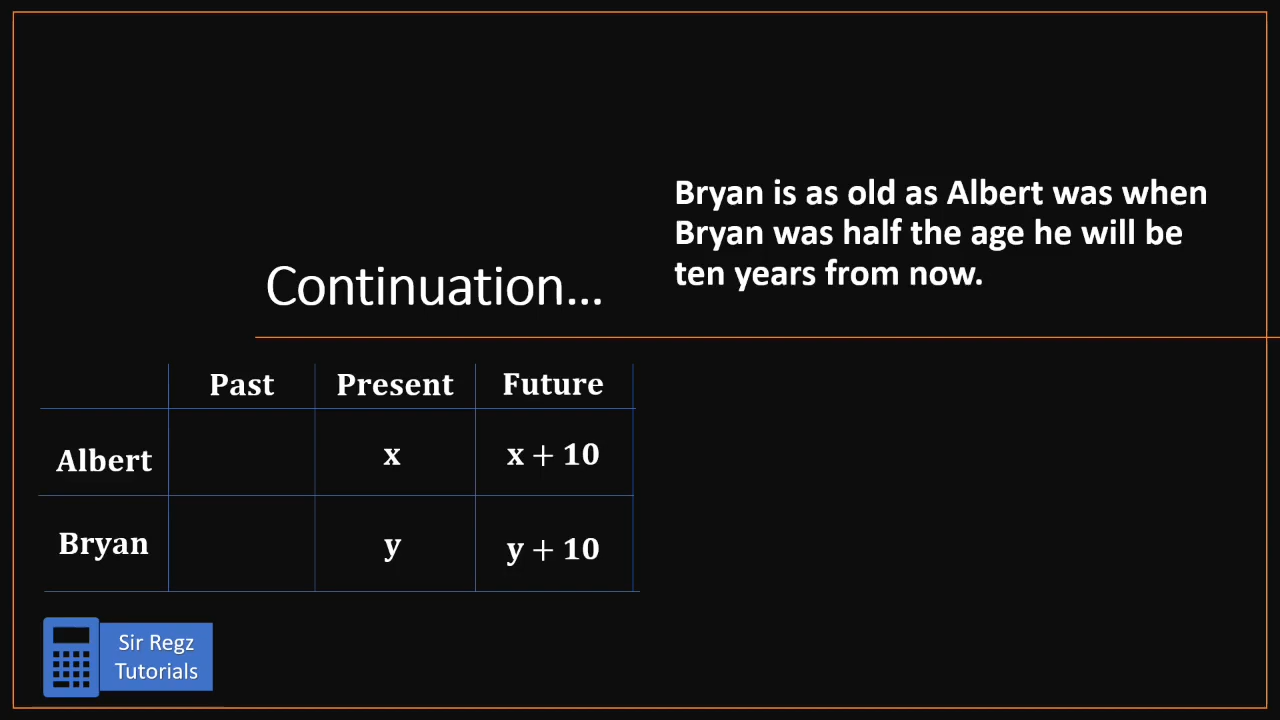 Bryan is as old as Albert was when
Bryan was half the age he will be
ten years from now.
Continuation...
Past Present Future
Albert x x + 10
Bryan y y + 10
Sir Regz
Tutorials